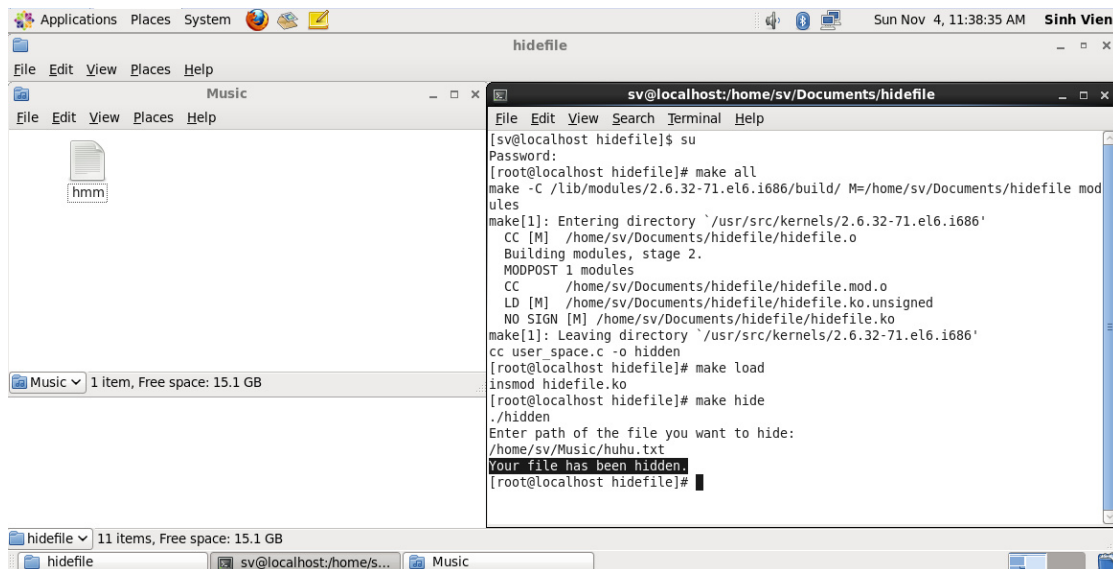 Applications Places System Sun Nov 4, 11:38:35 AM Sinh Vien
hidefile
File Edit View Places Help
Music
File Edit View Places Help
hmm
Music 1 item, Free space: 15.1 GB
sv@localhost:/home/sv/Documents/hidefile
File Edit View Search Terminal Help
[sv@localhost hidefile]$ su
Password:
[root@localhost hidefile]# make all
make -C /lib/modules/2.6.32-71.el6.i686/build/ M=/home/sv/Documents/hidefile mod
ules
make[1]: Entering directory `/usr/src/kernels/2.6.32-71.el6.i686'
CC [M] /home/sv/Documents/hidefile/hidefile.o
Building modules, stage 2.
MODPOST 1 modules
CC /home/sv/Documents/hidefile/hidefile.mod.o
LD [M] /home/sv/Documents/hidefile/hidefile.ko.unsigned
NO SIGN [M] /home/sv/Documents/hidefile/hidefile.ko
make[1]: Leaving directory `/usr/src/kernels/2.6.32-71.el6.i686'
cc user_space.c -o hidden
[root@localhost hidefile]# make load
insmod hidefile.ko
[root@localhost hidefile]# make hide
./hidden
Enter path of the file you want to hide:
/home/sv/Music/huhu.txt
Your file has been hidden.
[root@localhost hidefile]#
hidefile 11 items, Free space: 15.1 GB
hidefile sv@localhost:/home/s... Music